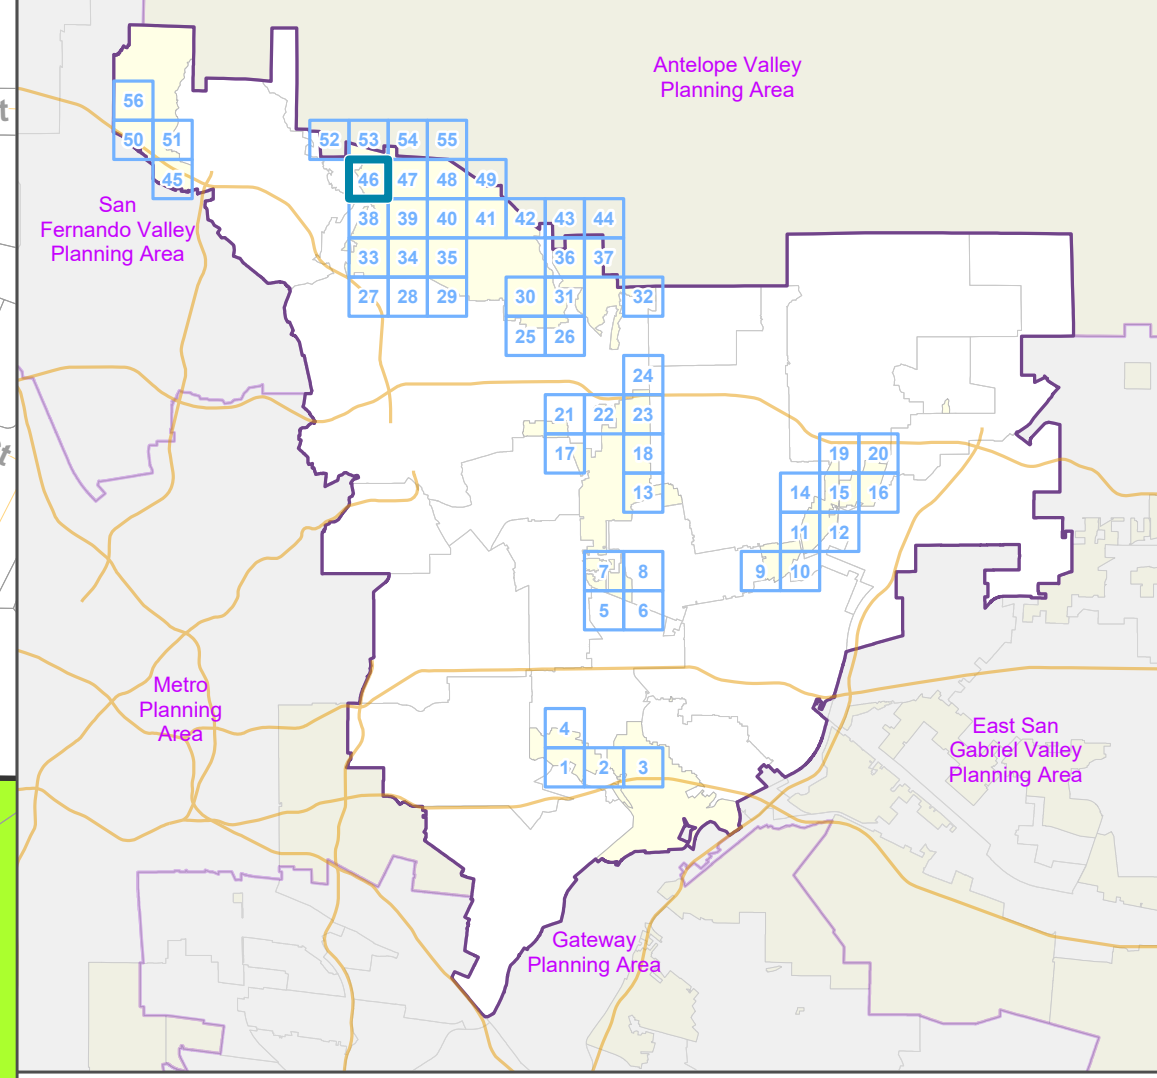 Antelope Valley
Planning Area
56
50 51
45
52 53 54 55
46 47 48 49
38 39 40 41 42 43 44
33 34 35 36 37
27 28 29 30 31 32
25 26
San
Fernando Valley
Planning Area
24
21 22 23
17 18
13
19 20
14 15 16
11 12
9 10
7 8
5 6
Metro
Planning
Area
4
1 2 3
East San
Gabriel Valley
Planning Area
Gateway
Planning Area
t
t